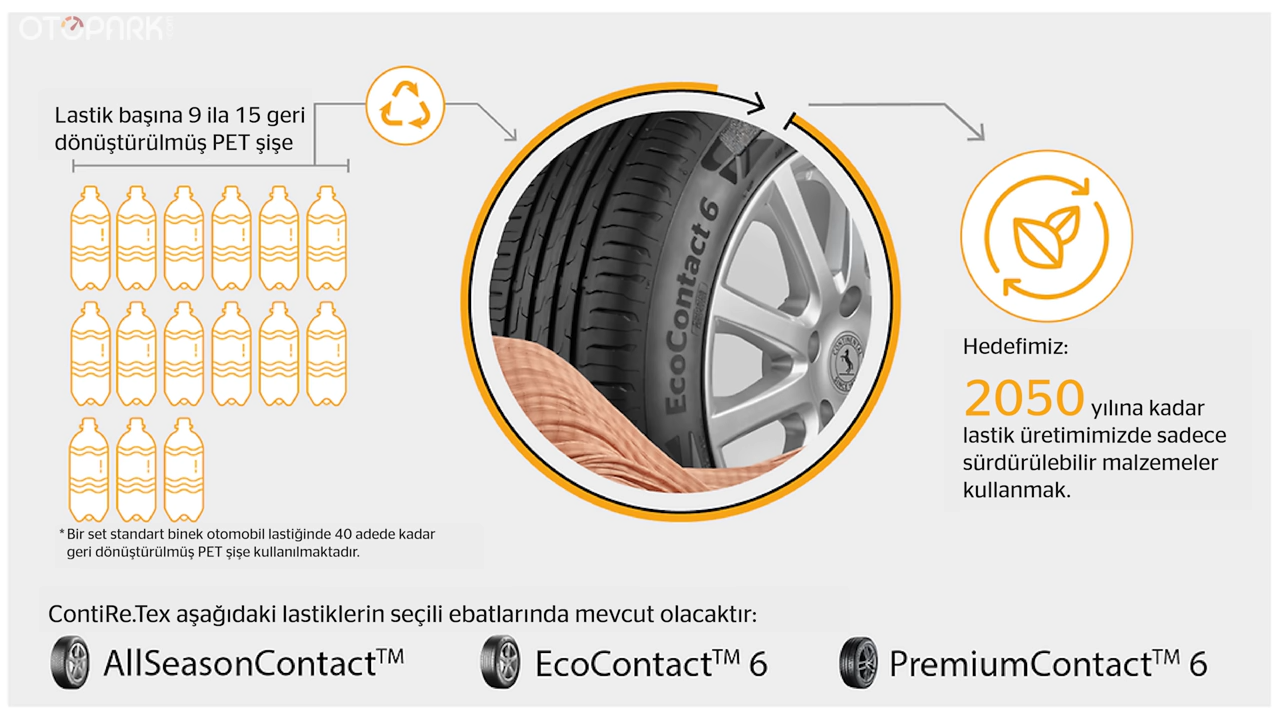 OTOPARK.com
Lastik başına 9 ila 15 geri
dönüştürülmüş PET şişe
EcoContact 6
CONTINENTAL
Hedefimiz:
2050 yılına kadar
lastik üretimimizde sadece
sürdürülebilir malzemeler
kullanmak.
* Bir set standart binek otomobil lastiğinde 40 adede kadar
geri dönüştürülmüş PET şişe kullanılmaktadır.
ContiRe.Tex aşağıdaki lastiklerin seçili ebatlarında mevcut olacaktır:
AllSeasonContact™
EcoContact™ 6
PremiumContact™ 6